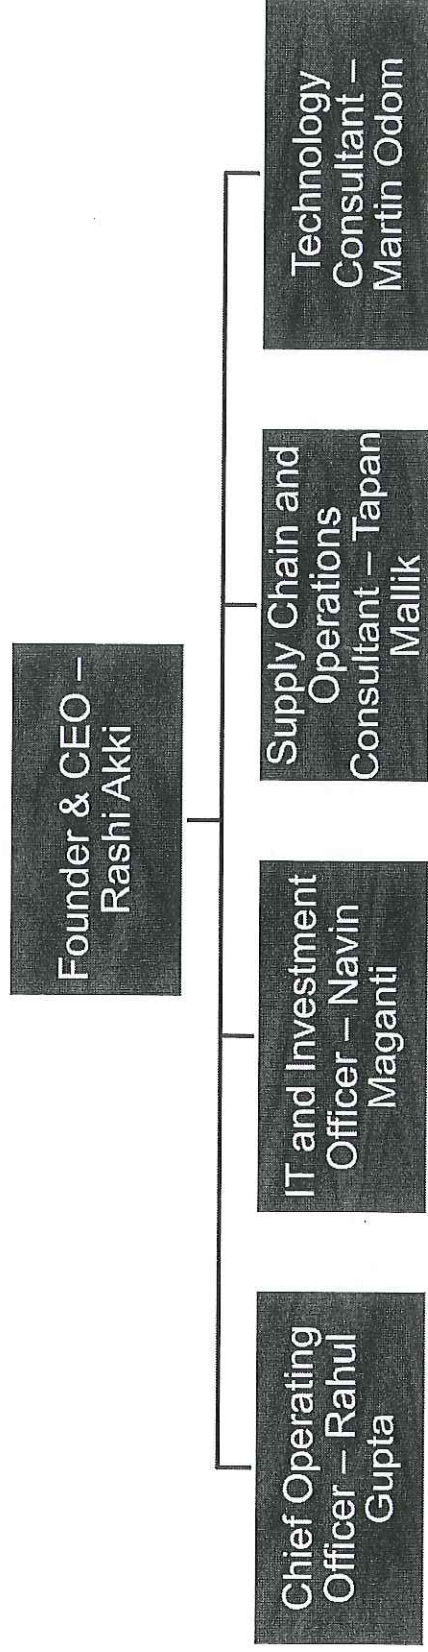 Founder & CEO –
Rashi Akki
Chief Operating
Officer – Rahul
Gupta
IT and Investment
Officer – Navin
Maganti
Supply Chain and
Operations
Consultant – Tapan
Mallik
Technology
Consultant –
Martin Odom